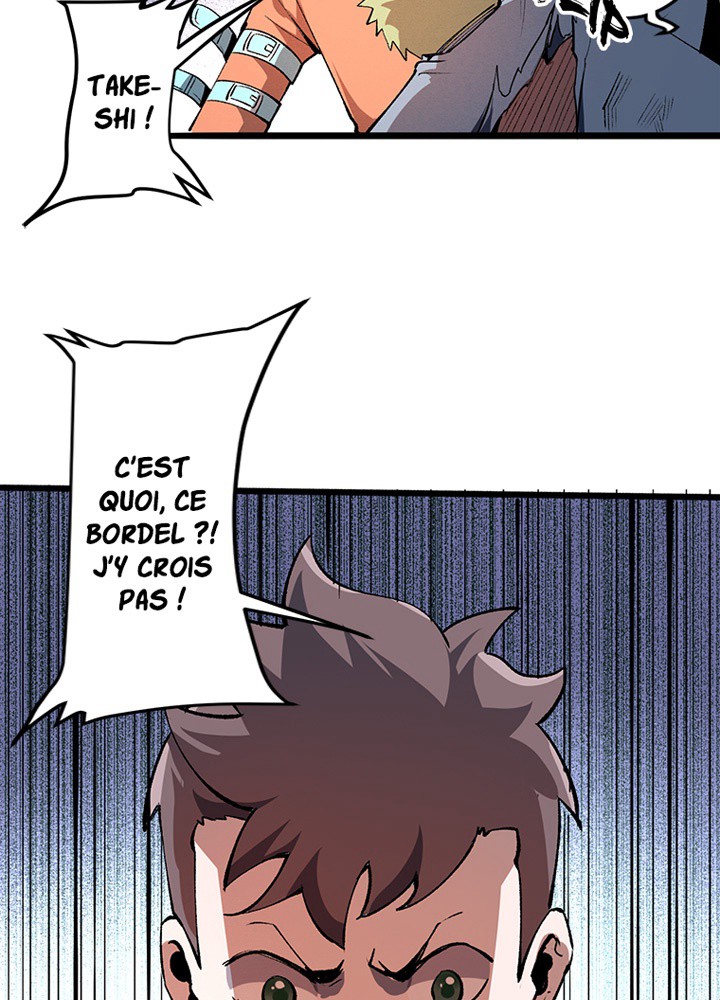 TAKE-
SHI !
C'EST
QUOI, CE
BORDEL ?!
J'Y CROIS
PAS !